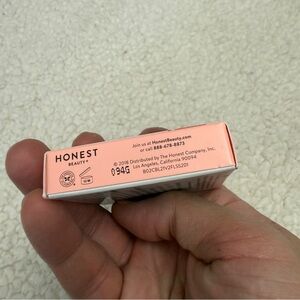 Join us at HonestBeauty.com
or call 888-478-8873
HONEST
BEAUTY®
© 2018 Distributed by The Honest Company, Inc.
Los Angeles, California 90094
094G